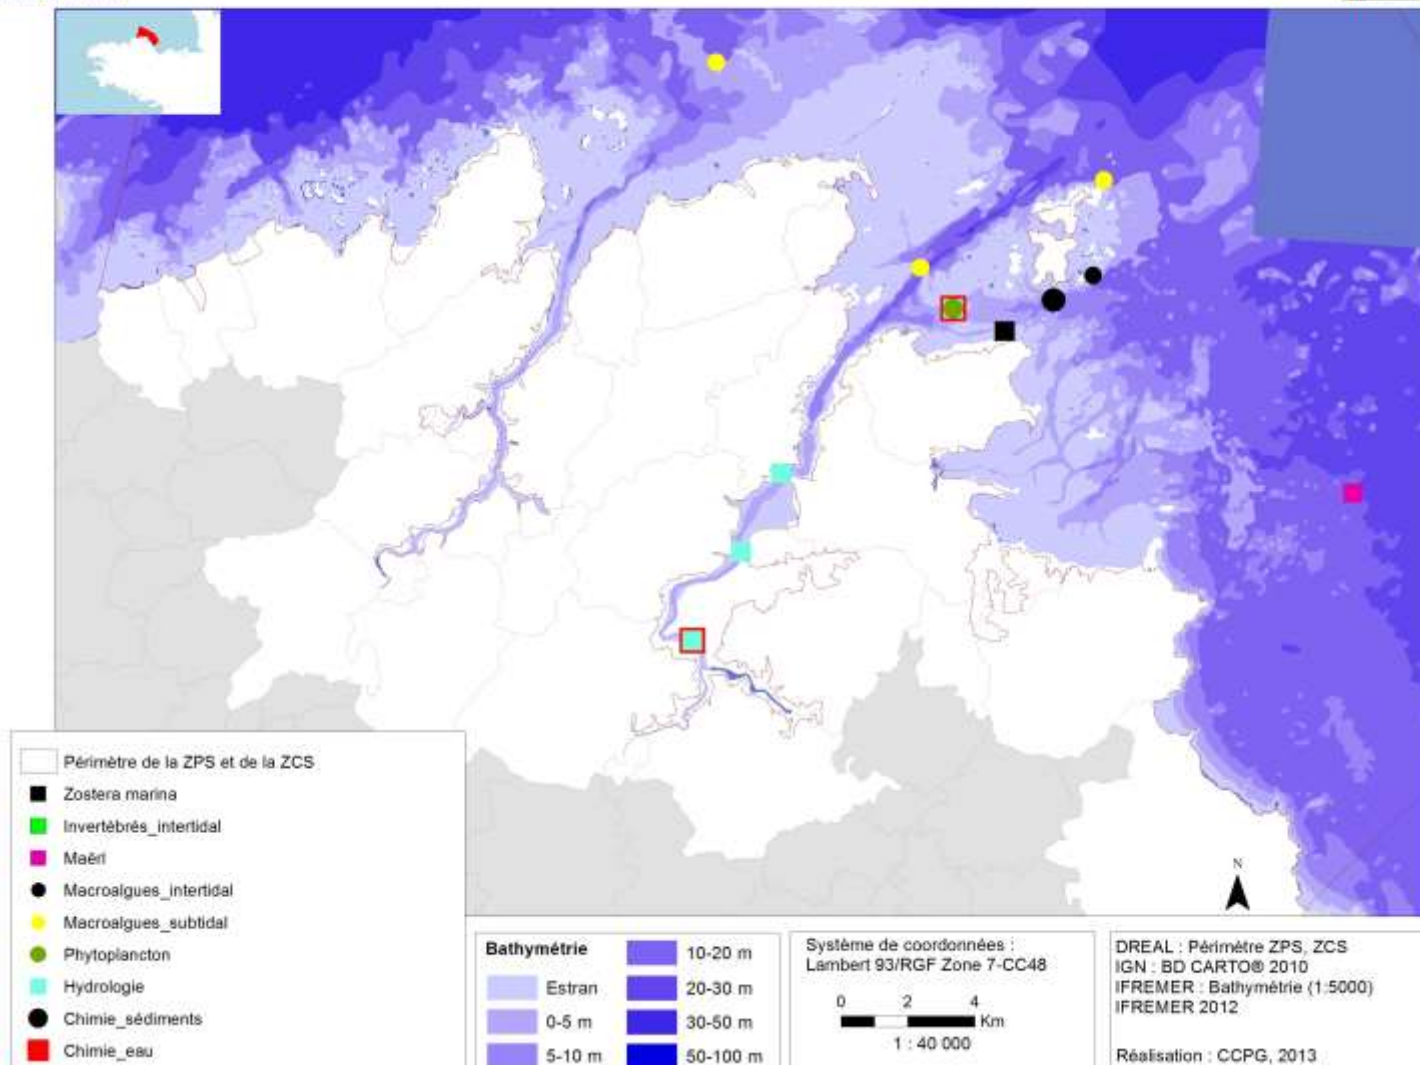 N
Périmètre de la ZPS et de la ZCS
Zostera marina
Invertébrés_intertidal
Maërl
Macroalgues_intertidal
Macroalgues_subtidal
Phytoplancton
Hydrologie
Chimie_sédiments
Chimie_eau
Bathymétrie
Estran
0-5 m
5-10 m
10-20 m
20-30 m
30-50 m
50-100 m
Système de coordonnées :
Lambert 93/RGF Zone 7-CC48
0 2 4
Km
1 : 40 000
DREAL : Périmètre ZPS, ZCS
IGN : BD CARTO® 2010
IFREMER : Bathymétrie (1:5000)
IFREMER 2012
Réalisation : CCPG, 2013